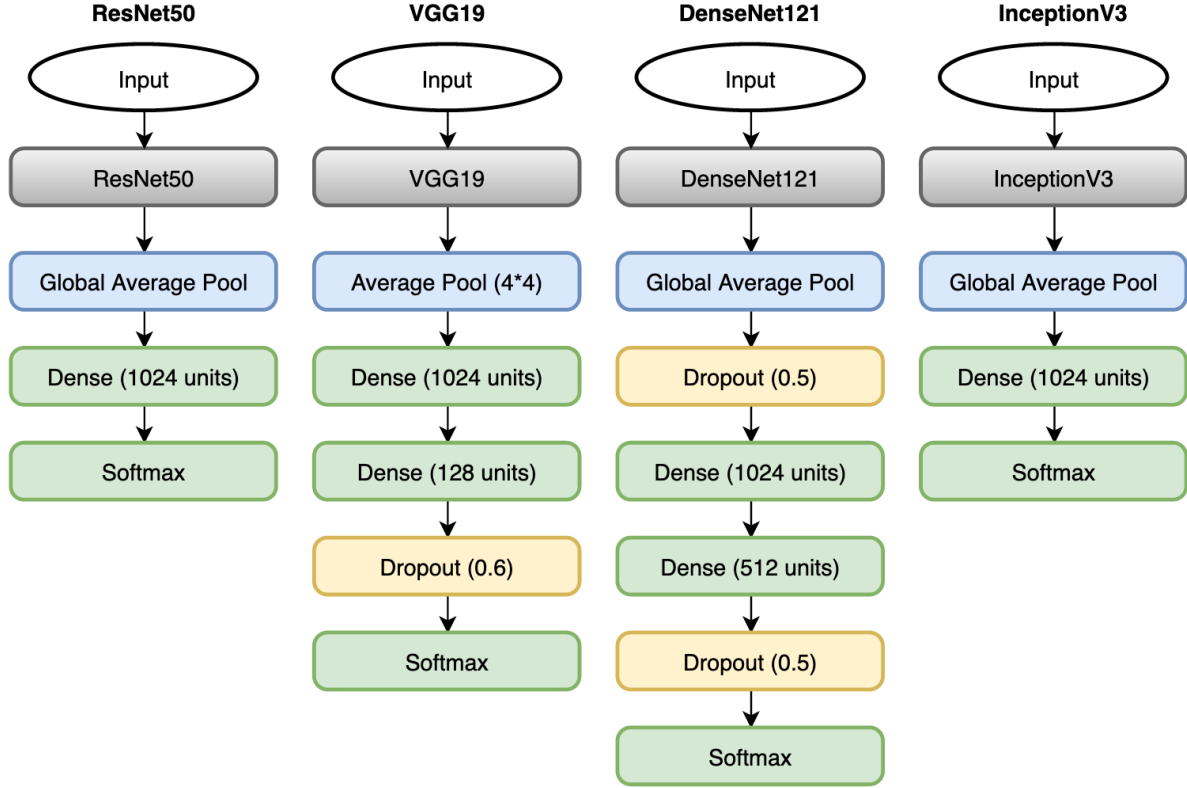 ResNet50
Input
ResNet50
Global Average Pool
Dense (1024 units)
Softmax
VGG19
Input
VGG19
Average Pool (4*4)
Dense (1024 units)
Dense (128 units)
Dropout (0.6)
Softmax
DenseNet121
Input
DenseNet121
Global Average Pool
Dropout (0.5)
Dense (1024 units)
Dense (512 units)
Dropout (0.5)
Softmax
InceptionV3
Input
InceptionV3
Global Average Pool
Dense (1024 units)
Softmax